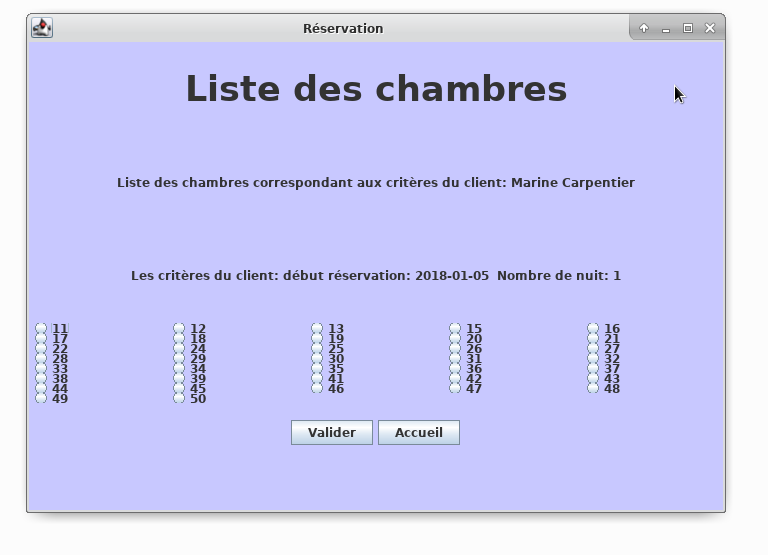 Réservation
Liste des chambres
Liste des chambres correspondant aux critères du client: Marine Carpentier
Les critères du client: début réservation: 2018-01-05  Nombre de nuit: 1
11 12 13 15 16
17 18 19 20 21
22 24 25 26 27
28 29 30 31 32
33 34 35 36 37
38 39 41 42 43
44 45 46 47 48
49 50
Valider Accueil